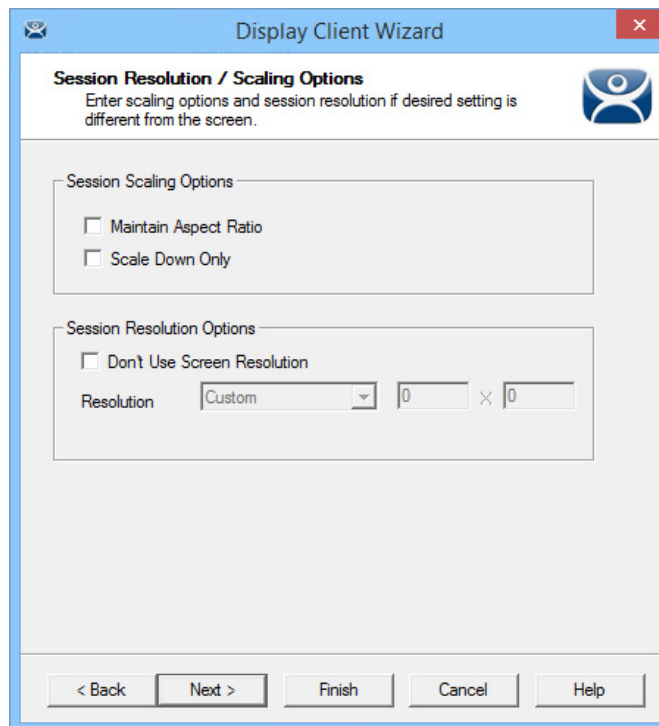 Display Client Wizard
Session Resolution / Scaling Options
Enter scaling options and session resolution if desired setting is
different from the screen.
Session Scaling Options
Maintain Aspect Ratio
Scale Down Only
Session Resolution Options
Don't Use Screen Resolution
Resolution Custom 0 X 0
< Back Next > Finish Cancel Help